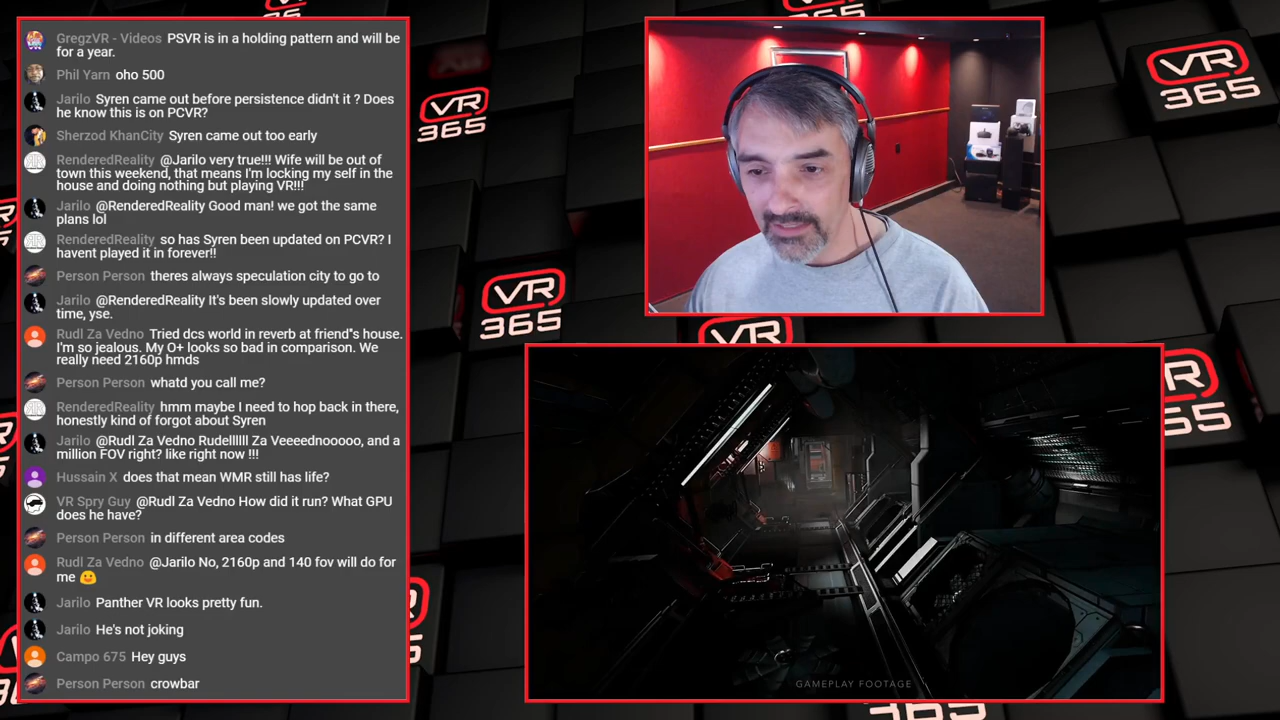 GregzVR - Videos PSVR is in a holding pattern and will be
for a year.
Phil Yarn oho 500
Jarilo Syren came out before persistence didn't it ? Does
he know this is on PCVR?
Sherzod KhanCity Syren came out too early
RenderedReality @Jarilo very true!!! Wife will be out of
town this weekend, that means I'm locking my self in the
house and doing nothing but playing VR!!!
Jarilo @RenderedReality Good man! we got the same
plans lol
RenderedReality so has Syren been updated on PCVR? I
havent played it in forever!!
Person Person theres always speculation city to go to
Jarilo @RenderedReality It's been slowly updated over
time, yse.
Rudl Za Vedno Tried dcs world in reverb at friend"s house.
I'm so jealous. My O+ looks so bad in comparison. We
really need 2160p hmds
Person Person whatd you call me?
RenderedReality hmm maybe I need to hop back in there,
honestly kind of forgot about Syren
Jarilo @Rudl Za Vedno Rudellllll Za Veeeednooooo, and a
million FOV right? like right now !!!
Hussain X does that mean WMR still has life?
VR Spry Guy @Rudl Za Vedno How did it run? What GPU
does he have?
Person Person in different area codes
Rudl Za Vedno @Jarilo No, 2160p and 140 fov will do for
me
Jarilo Panther VR looks pretty fun.
Jarilo He's not joking
Campo 675 Hey guys
Person Person crowbar
365
365
VR
365
VR
365
VR
365
VR
R
65
365
GAMEPLAY FOOTAGE